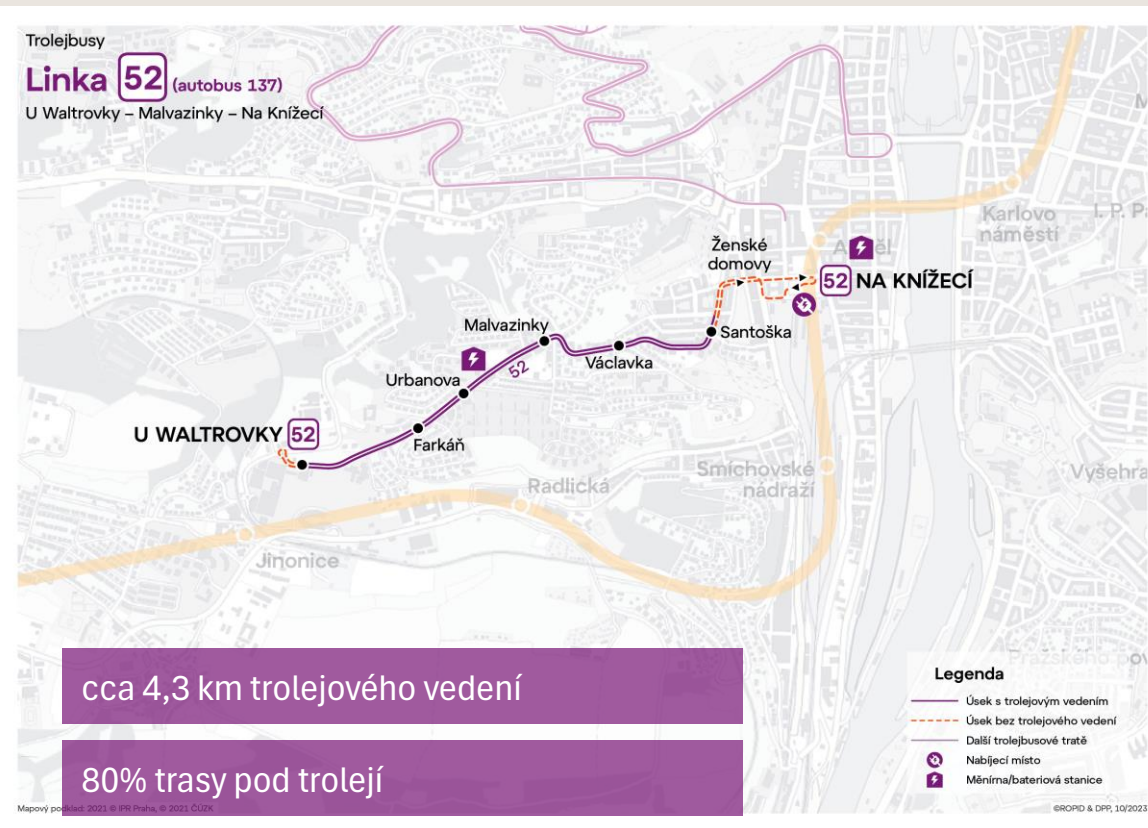 Trolejbusy
Linka 52 (autobus 137)
U Waltrovky – Malvazinky – Na Knížecí
Karlovo
náměstí
I. P. P
Ženské
domovy
52 NA KNÍŽECÍ
Malvazinky
Santoška
Václavka
52
Urbanova
U WALTROVKY 52
Farkáň
Smíchovské
nádraží
Radlická
Vyšehra
Jinonice
cca 4,3 km trolejového vedení
80% trasy pod trolejí
Legenda
Úsek s trolejovým vedením
Úsek bez trolejového vedení
Další trolejbusové tratě
Nabíjecí místo
Měnírna/bateriová stanice
Mapový podklad: 2021 © IPR Praha, © 2021 ČÚZK
©ROPID & DPP, 10/2023